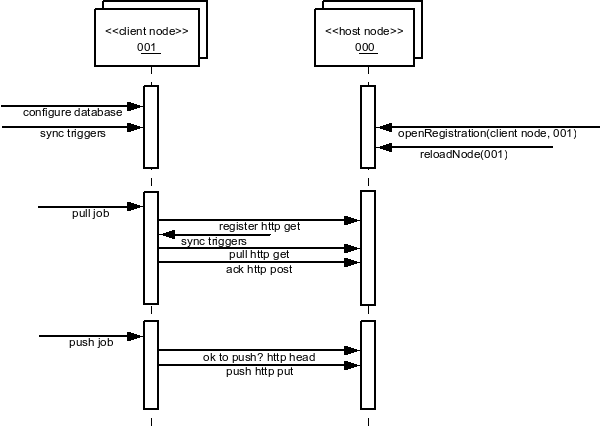 <<client node>>
001
<<host node>>
000
configure database
sync triggers
openRegistration(client node, 001)
reloadNode(001)
pull job
register http get
sync triggers
pull http get
ack http post
push job
ok to push? http head
push http put